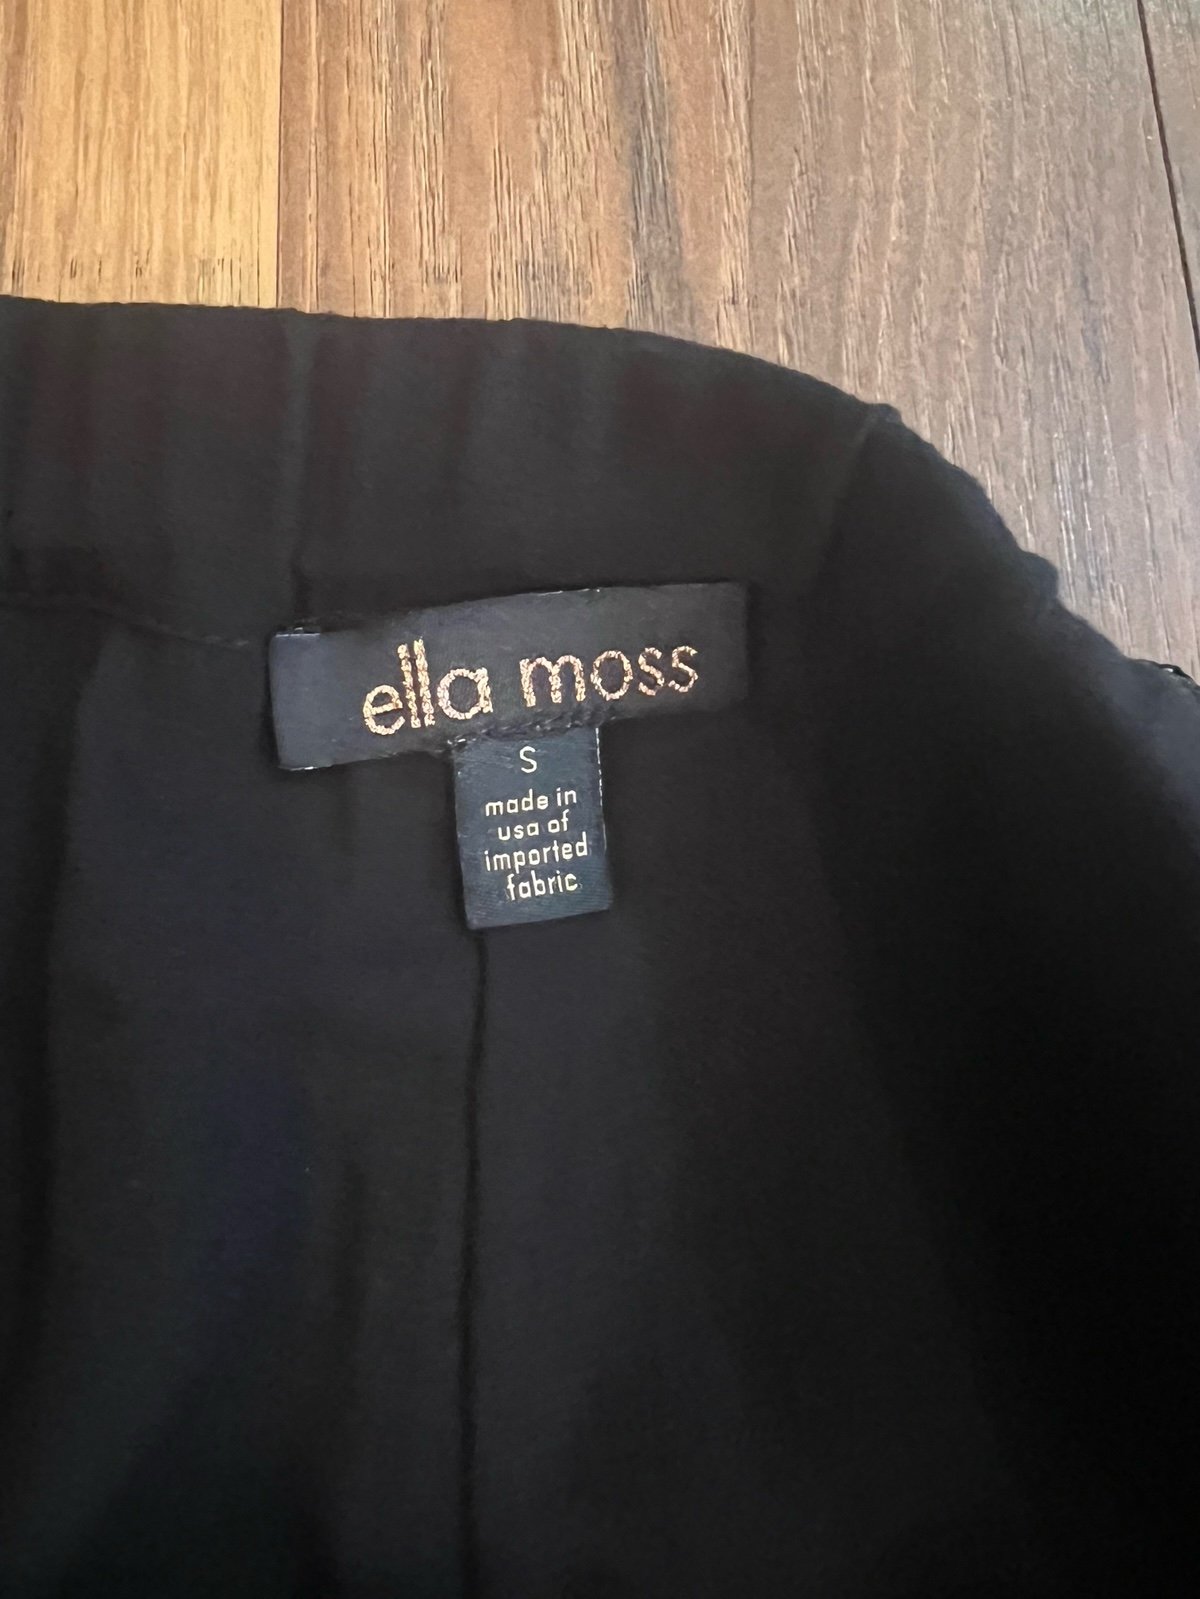 ella moss
S
made in
usa of
imported
fabric